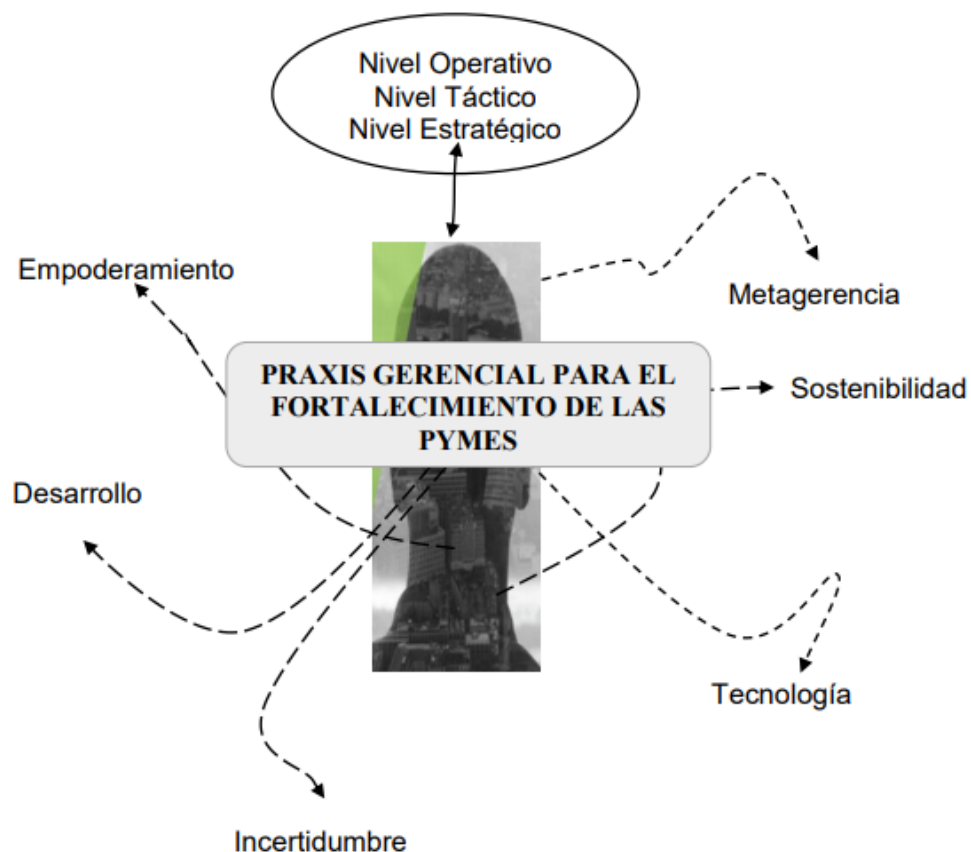 Nivel Operativo
Nivel Táctico
Nivel Estratégico
Empoderamiento
Metagerencia
PRAXIS GERENCIAL PARA EL
FORTALECIMIENTO DE LAS
PYMES
Sostenibilidad
Desarrollo
Tecnología
Incertidumbre